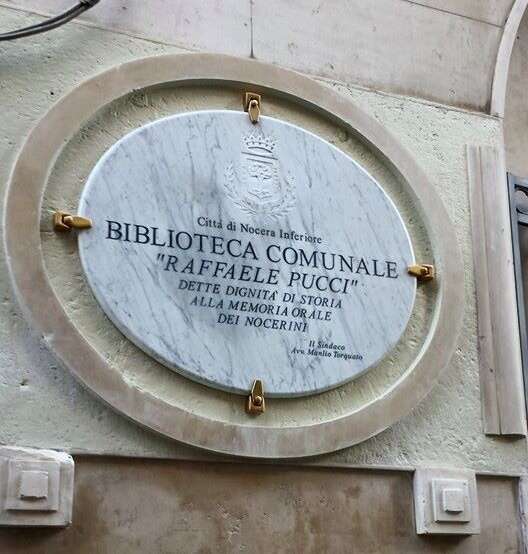 Città di Nocera Inferiore
BIBLIOTECA COMUNALE
"RAFFAELE PUCCI"
DETTE DIGNITA' DI STORIA
ALLA MEMORIA ORALE
DEI NOCERINI
Il Sindaco
Avv. Manlio Torquato